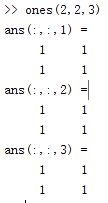 >> ones(2,2,3)
ans(:,:,1) =
1 1
1 1
ans(:,:,2) =
1 1
1 1
ans(:,:,3) =
1 1
1 1